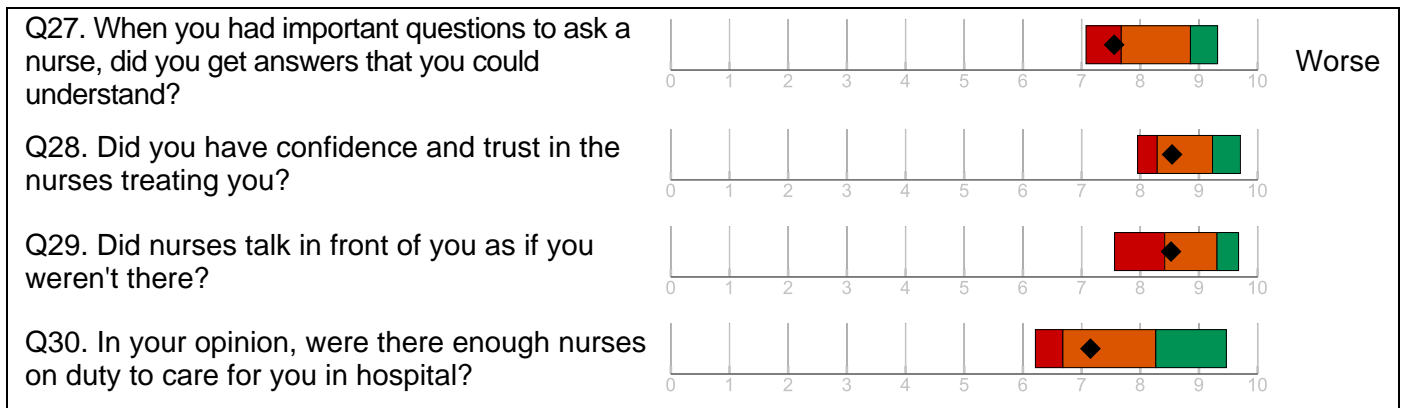 Q27. When you had important questions to ask a
nurse, did you get answers that you could
understand?
0 1 2 3 4 5 6 7 8 9 10
Worse
Q28. Did you have confidence and trust in the
nurses treating you?
0 1 2 3 4 5 6 7 8 9 10
Q29. Did nurses talk in front of you as if you
weren't there?
0 1 2 3 4 5 6 7 8 9 10
Q30. In your opinion, were there enough nurses
on duty to care for you in hospital?
0 1 2 3 4 5 6 7 8 9 10